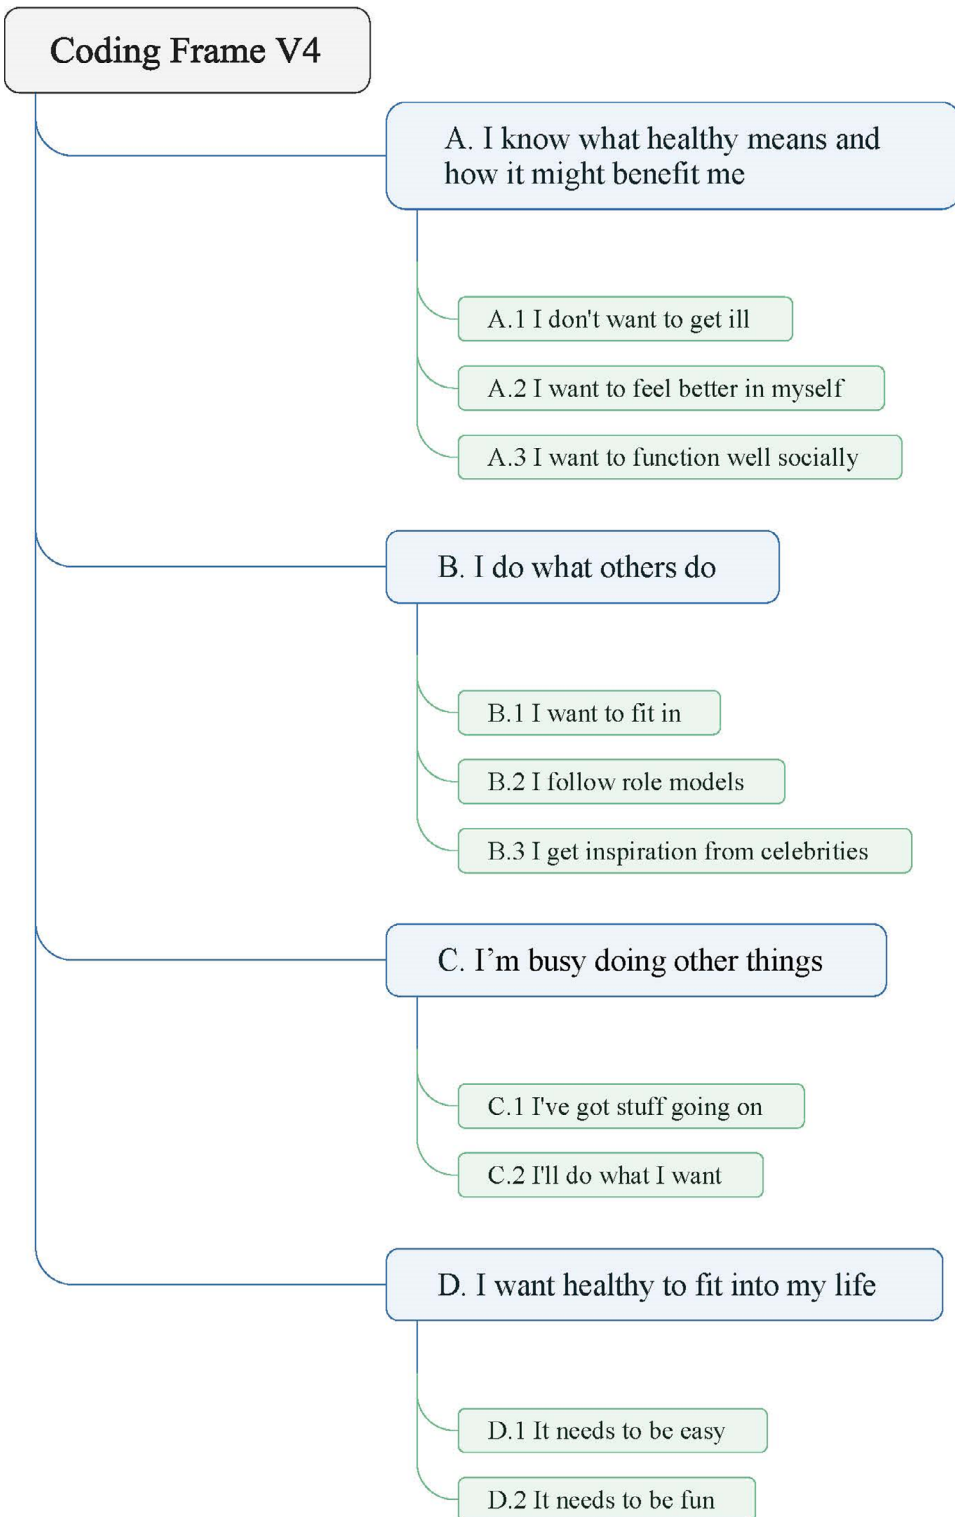 Coding Frame V4
A. I know what healthy means and
how it might benefit me
A.1 I don't want to get ill
A.2 I want to feel better in myself
A.3 I want to function well socially
B. I do what others do
B.1 I want to fit in
B.2 I follow role models
B.3 I get inspiration from celebrities
C. I’m busy doing other things
C.1 I've got stuff going on
C.2 I'll do what I want
D. I want healthy to fit into my life
D.1 It needs to be easy
D.2 It needs to be fun